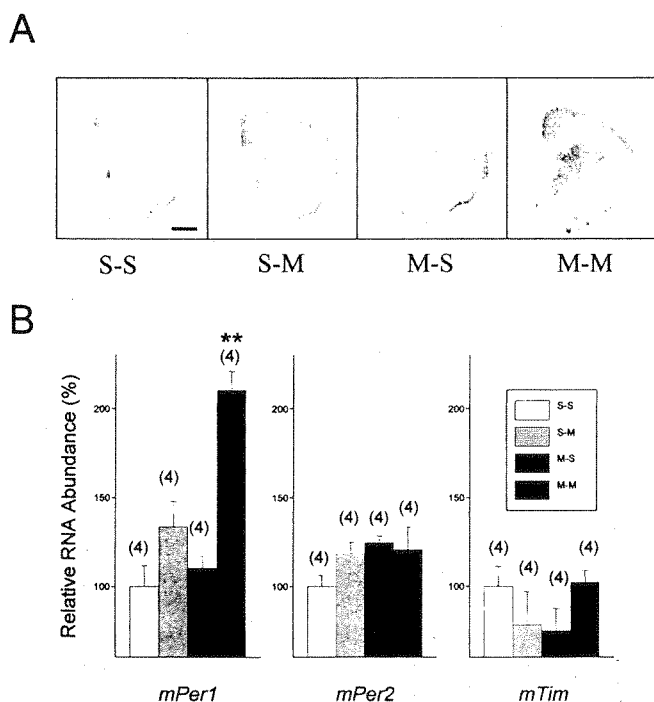 A
S-S S-M M-S M-M
B
Relative RNA Abundance (%)
200
150
100
(4) (4) (4) ** (4)
mPer1
200
150
100
(4) (4) (4) (4)
mPer2
200
150
100
(4) (4) (4) (4)
mTim
S-S
S-M
M-S
M-M